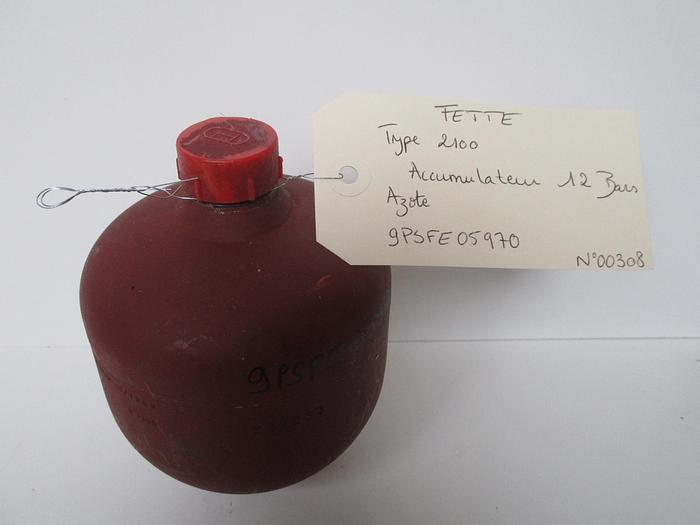 FETTE
Type 2100
Accumulateur 12 Bars
Azote
9PSFE05970
N°00308
9PSFE